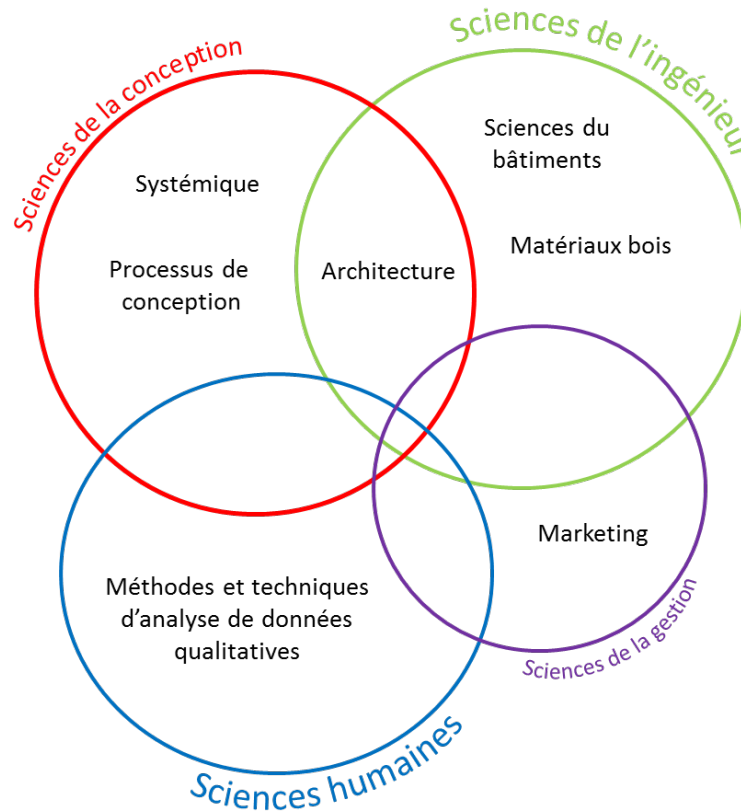 Sciences de la conception
Sciences de l'ingénieur
Sciences du
bâtiments
Systémique
Matériaux bois
Processus de
conception
Architecture
Marketing
Méthodes et techniques
d'analyse de données
qualitatives
Sciences de la gestion
Sciences humaines